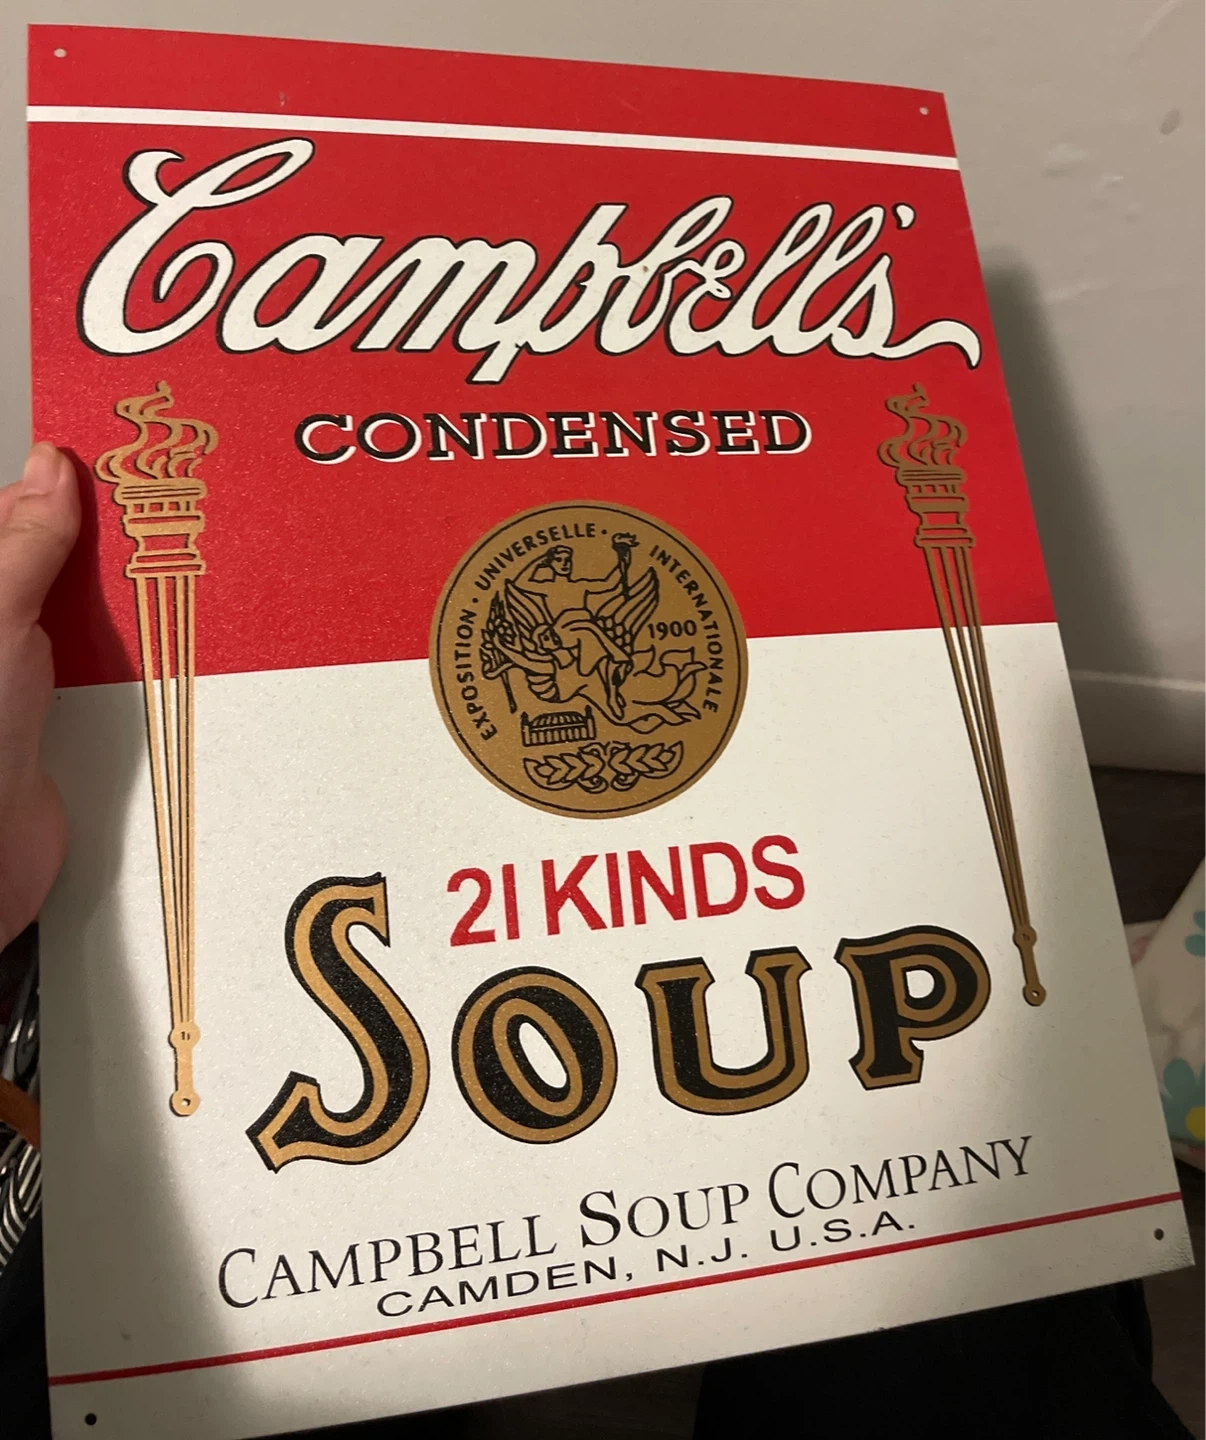 Campbell's
CONDENSED
EXPOSITION · UNIVERSELLE · INTERNATIONALE
1900
21 KINDS
SOUP
CAMPBELL SOUP COMPANY
CAMDEN, N.J. U.S.A.